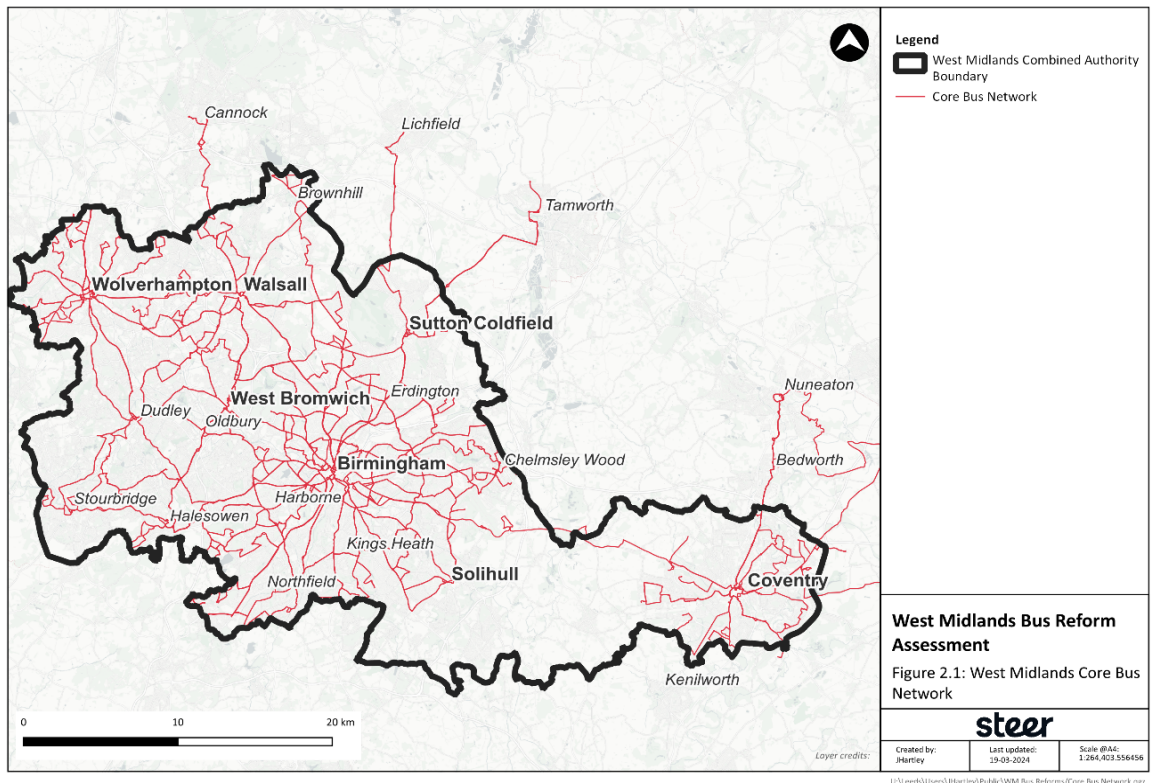 Cannock
Lichfield
Brownhill
Tamworth
Wolverhampton
Walsall
Sutton Coldfield
Nuneaton
Erdington
West Bromwich
Dudley
Oldbury
Birmingham
Chelmsley Wood
Bedworth
Stourbridge
Harborne
Halesowen
Kings Heath
Solihull
Northfield
Coventry
Kenilworth
0 10 20 km
Layer credits:
Legend
West Midlands Combined Authority
Boundary
Core Bus Network
West Midlands Bus Reform
Assessment
Figure 2.1: West Midlands Core Bus
Network
steer
Created by:
JHartley
Last updated:
19-03-2024
Scale @A4:
1:264,403.556456